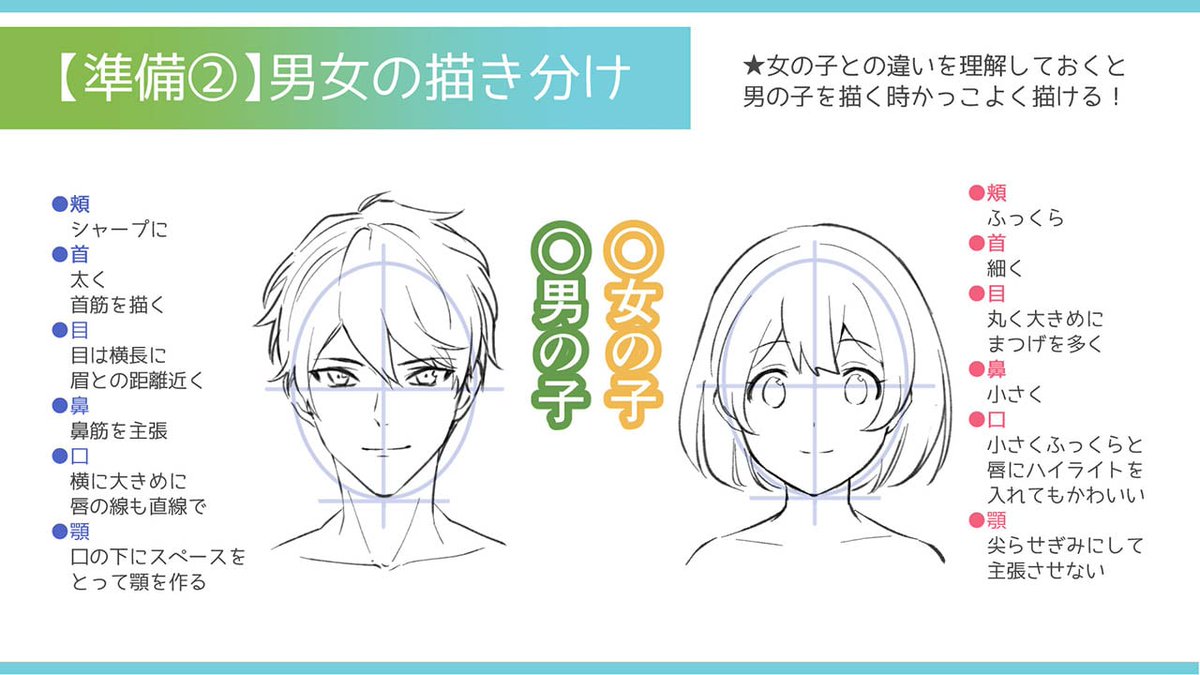 【準備②】男女の描き分け
★女の子との違いを理解しておくと
男の子を描く時かっこよく描ける！
●頬
シャープに
●首
太く
首筋を描く
●目
目は横長に
眉との距離近く
●鼻
鼻筋を主張
●口
横に大きめに
唇の線も直線で
●顎
口の下にスペースを
とって顎を作る
◎男の子
◎女の子
●頬
ふっくら
●首
細く
●目
丸く大きめに
まつげを多く
●鼻
小さく
●口
小さくふっくらと
唇にハイライトを
入れてもかわいい
●顎
尖らせぎみにして
主張させない